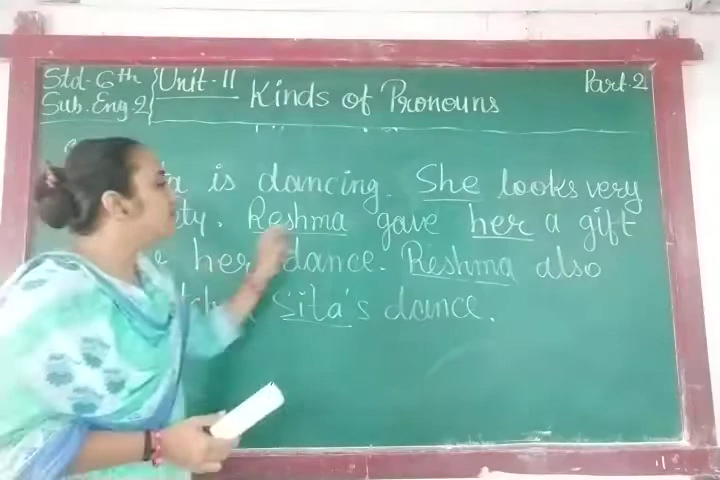 Std-6th Unit-11 Kinds of Pronouns Part-2
Sub. Eng-2
is dancing. She looks very
Reshma gave her a gift
her dance. Reshma also
Sita's dance.